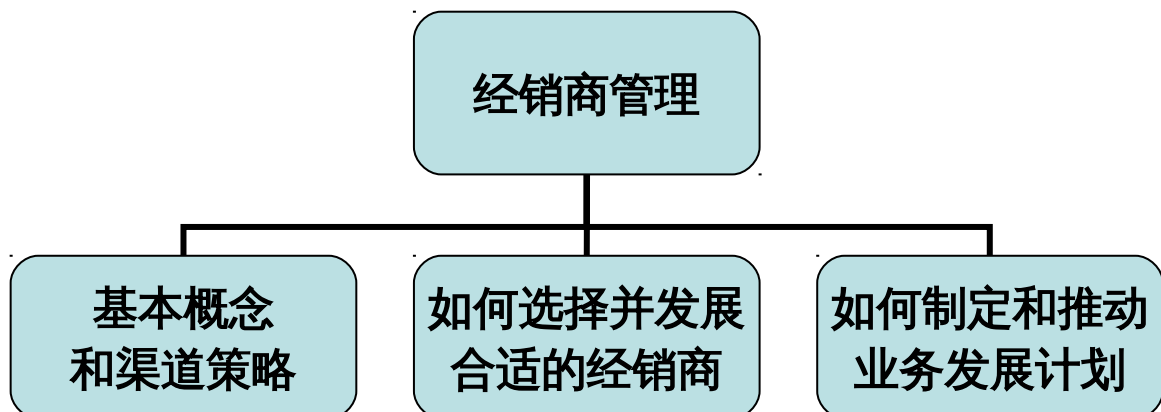 经销商管理
基本概念
和渠道策略
如何选择并发展
合适的经销商
如何制定和推动
业务发展计划